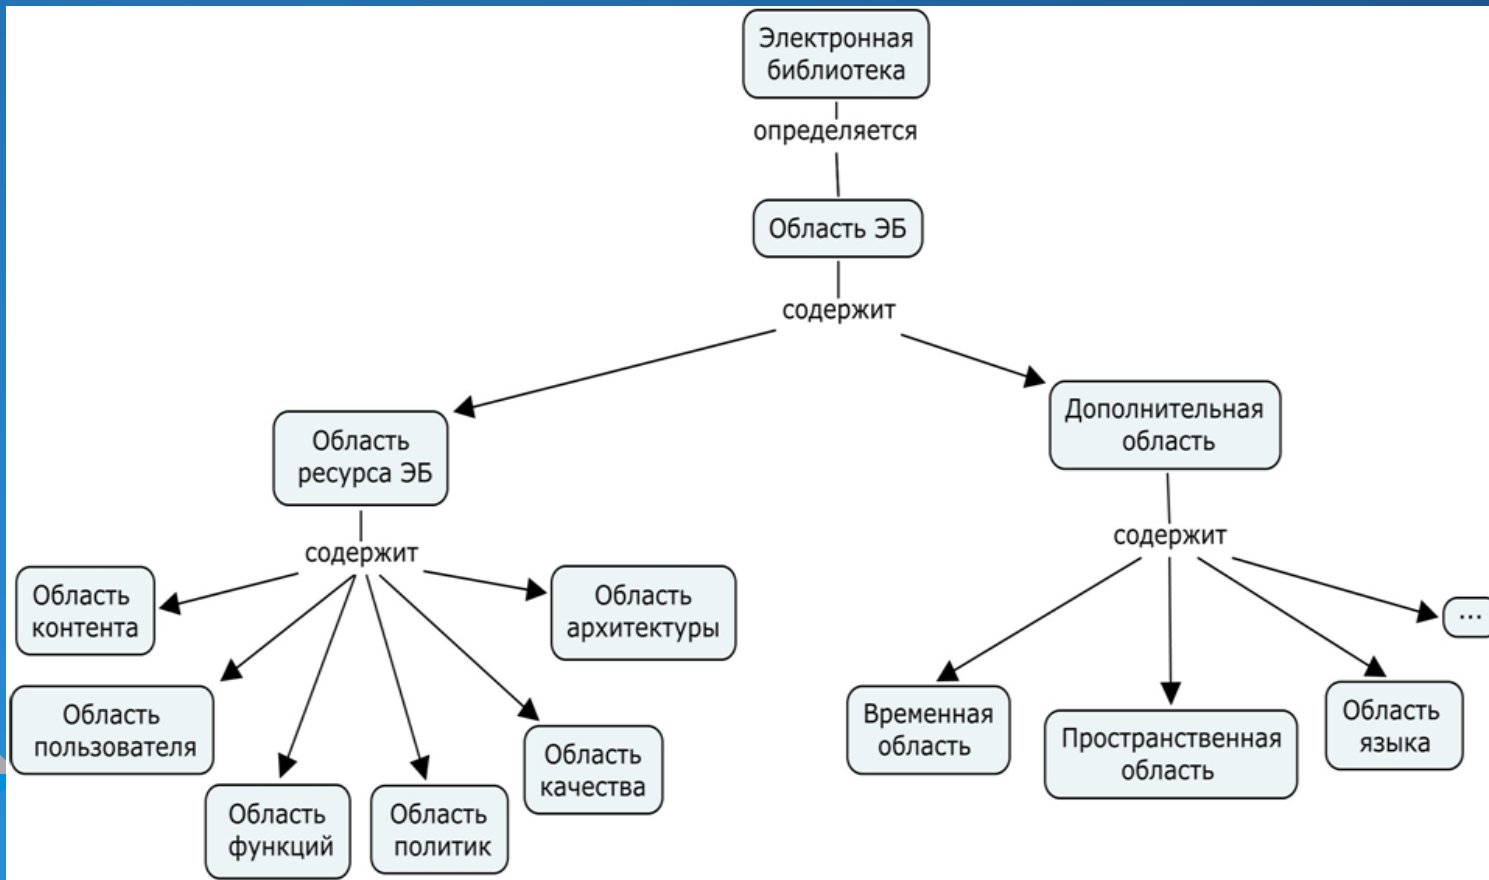 Электронная
библиотека
определяется
Область ЭБ
содержит
Область
ресурса ЭБ
Дополнительная
область
содержит
содержит
Область
контента
Область
пользователя
Область
функций
Область
политик
Область
качества
Область
архитектуры
Временная
область
Пространственная
область
Область
языка
...